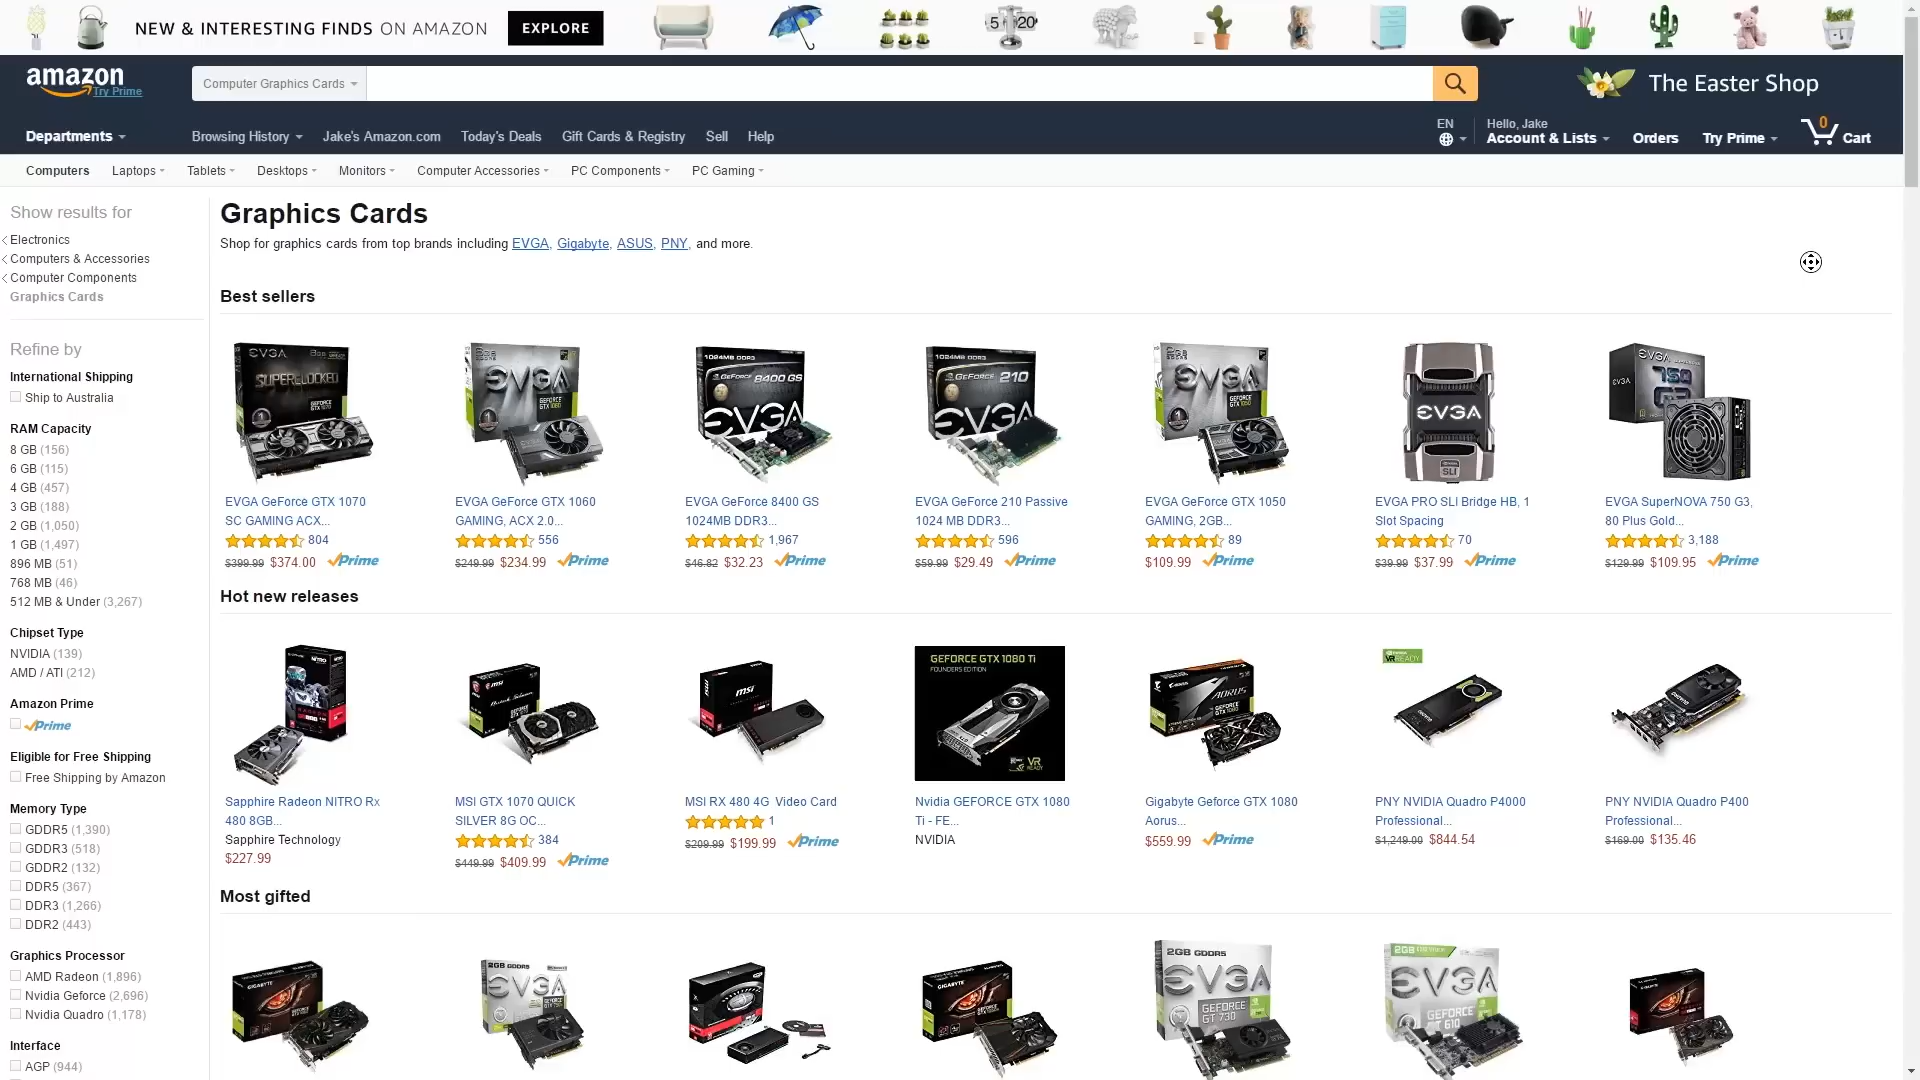 NEW & INTERESTING FINDS ON AMAZON EXPLORE
amazon
Try Prime
Computer Graphics Cards
The Easter Shop
Departments
Browsing History
Jake's Amazon.com
Today's Deals
Gift Cards & Registry
Sell
Help
EN
Hello, Jake
Account & Lists
Orders
Try Prime
0
Cart
Computers
Laptops
Tablets
Desktops
Monitors
Computer Accessories
PC Components
PC Gaming
Show results for
Electronics
Computers & Accessories
Computer Components
Graphics Cards
Refine by
International Shipping
Ship to Australia
RAM Capacity
8 GB (156)
6 GB (115)
4 GB (457)
3 GB (188)
2 GB (1,050)
1 GB (1,497)
896 MB (51)
768 MB (46)
512 MB & Under (3,267)
Chipset Type
NVIDIA (139)
AMD / ATI (212)
Amazon Prime
Prime
Eligible for Free Shipping
Free Shipping by Amazon
Memory Type
GDDR5 (1,390)
GDDR3 (518)
GDDR2 (132)
DDR5 (367)
DDR3 (1,266)
DDR2 (443)
Graphics Processor
AMD Radeon (1,896)
Nvidia Geforce (2,696)
Nvidia Quadro (1,178)
Interface
AGP (944)
Graphics Cards
Shop for graphics cards from top brands including EVGA, Gigabyte, ASUS, PNY, and more.
Best sellers
EVGA GeForce GTX 1070
SC GAMING ACX...
804
$399.99 $374.00 Prime
EVGA GeForce GTX 1060
GAMING, ACX 2.0...
556
$249.99 $234.99 Prime
EVGA GeForce 8400 GS
1024MB DDR3...
1,967
$46.82 $32.23 Prime
EVGA GeForce 210 Passive
1024 MB DDR3...
596
$59.99 $29.49 Prime
EVGA GeForce GTX 1050
GAMING, 2GB...
89
$109.99 Prime
EVGA PRO SLI Bridge HB, 1
Slot Spacing
70
$39.99 $37.99 Prime
EVGA SuperNOVA 750 G3,
80 Plus Gold...
3,188
$129.99 $109.95 Prime
Hot new releases
Sapphire Radeon NITRO Rx
480 8GB...
Sapphire Technology
$227.99
MSI GTX 1070 QUICK
SILVER 8G OC...
384
$449.99 $409.99 Prime
MSI RX 480 4G Video Card
1
$209.99 $199.99 Prime
GEFORCE GTX 1080 Ti
FOUNDERS EDITION
Nvidia GEFORCE GTX 1080
Ti - FE...
NVIDIA
Gigabyte Geforce GTX 1080
Aorus...
$559.99 Prime
PNY NVIDIA Quadro P4000
Professional...
$1,249.00 $844.54
PNY NVIDIA Quadro P400
Professional...
$169.00 $135.46
Most gifted